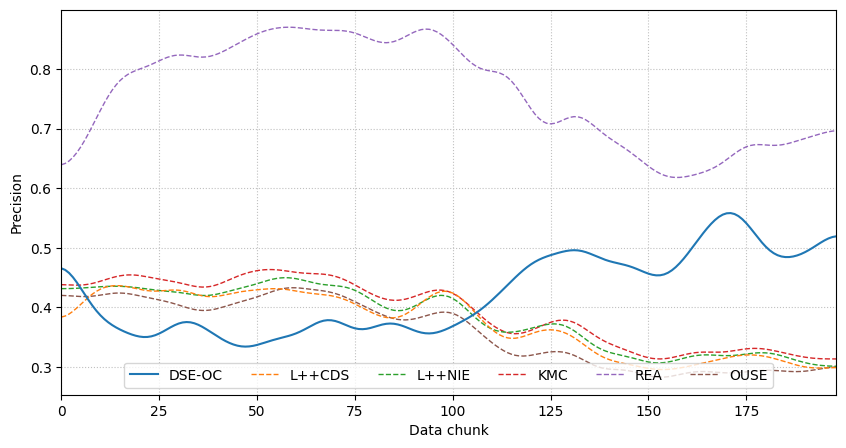 Precision
0.8
0.7
0.6
0.5
0.4
0.3
DSE-OC L++CDS L++NIE KMC REA OUSE
0 25 50 75 100 125 150 175
Data chunk